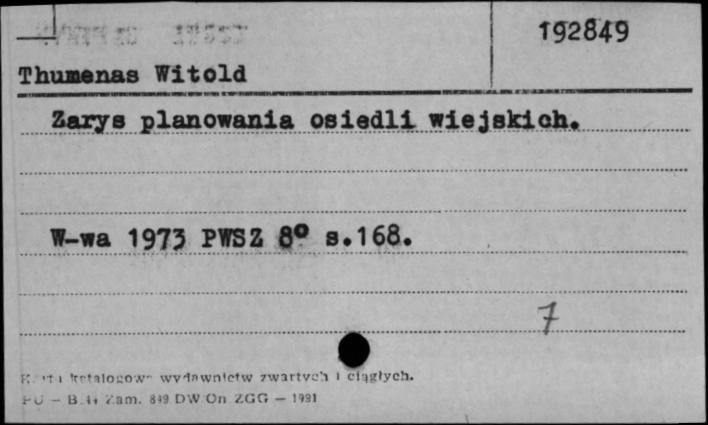 192849
Thumenas Witold
Zarys planowania osiedli wiejskich.
W-wa 1973 PWSZ 8° s.168.
7
wydawnictw zwartych i ciągłych.
PU — B. Zam. 849 DW On ZGG — 1981